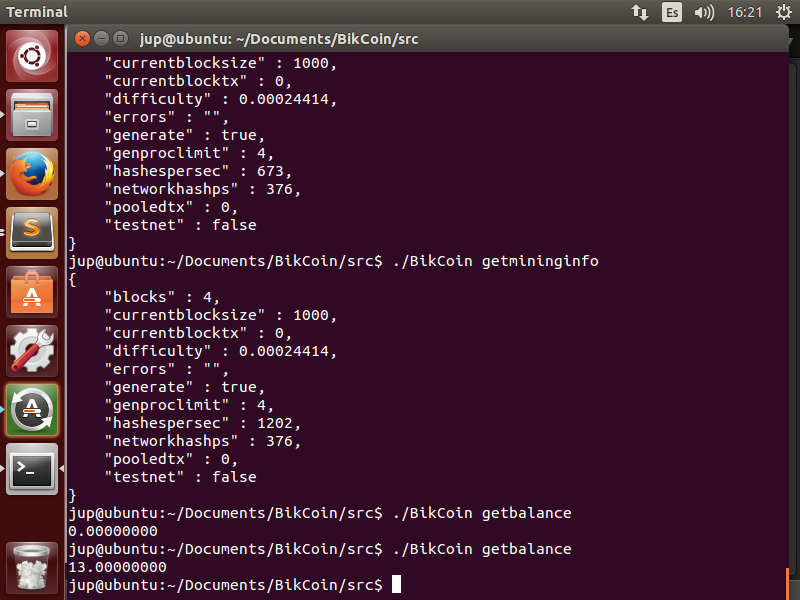 Terminal
Es
16:21
jup@ubuntu: ~/Documents/BikCoin/src
    "currentblocksize" : 1000,
    "currentblocktx" : 0,
    "difficulty" : 0.00024414,
    "errors" : "",
    "generate" : true,
    "genproclimit" : 4,
    "hashespersec" : 673,
    "networkhashps" : 376,
    "pooledtx" : 0,
    "testnet" : false
}
jup@ubuntu:~/Documents/BikCoin/src$ ./BikCoin getmininginfo
{
    "blocks" : 4,
    "currentblocksize" : 1000,
    "currentblocktx" : 0,
    "difficulty" : 0.00024414,
    "errors" : "",
    "generate" : true,
    "genproclimit" : 4,
    "hashespersec" : 1202,
    "networkhashps" : 376,
    "pooledtx" : 0,
    "testnet" : false
}
jup@ubuntu:~/Documents/BikCoin/src$ ./BikCoin getbalance
0.00000000
jup@ubuntu:~/Documents/BikCoin/src$ ./BikCoin getbalance
13.00000000
jup@ubuntu:~/Documents/BikCoin/src$